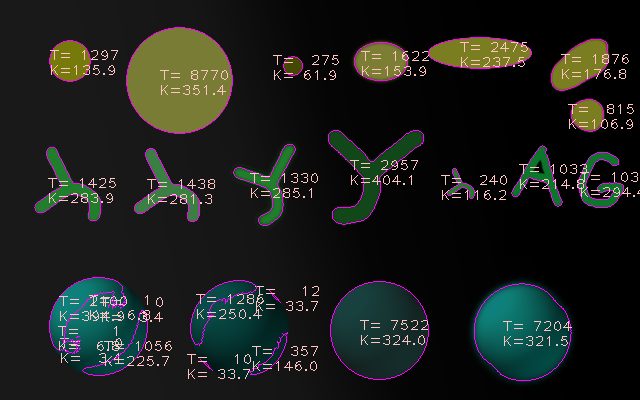 T= 1297
K=135.9
T= 8770
K=351.4
T= 275
K= 61.9
T= 1622
K=153.9
T= 2475
K=237.5
T= 1876
K=176.8
T= 815
K=106.9
T= 1425
K=283.9
T= 1438
K=281.3
T= 1330
K=285.1
T= 2957
K=404.1
T= 240
K=116.2
T= 1033
K=214.8
AG
T= 1286
K=250.4
T= 12
K= 33.7
T= 10
K= 33.7
T= 357
K=146.0
T= 7522
K=324.0
T= 7204
K=321.5
T= 1056
K=225.7